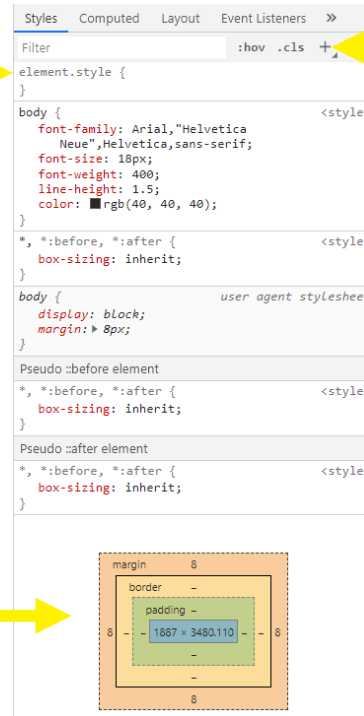 Styles Computed Layout Event Listeners »
Filter :hov .cls +
element.style {
}
body { <style
font-family: Arial,"Helvetica
Neue",Helvetica,sans-serif;
font-size: 18px;
font-weight: 400;
line-height: 1.5;
color: rgb(40, 40, 40);
}
*, *:before, *:after { <style
box-sizing: inherit;
}
body { user agent styleshee
display: block;
margin: 8px;
}
Pseudo ::before element
*, *:before, *:after { <style
box-sizing: inherit;
}
Pseudo ::after element
*, *:before, *:after { <style
box-sizing: inherit;
}
margin 8
border –
padding –
8 – – 1887 × 3480.110 – – 8
–
–
8